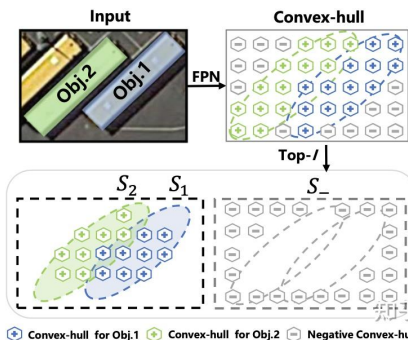 Input
Convex-hull
Obj.2
Obj.1
FPN
Top-l
S₂ S₁
S₋
Convex-hull for Obj.1 Convex-hull for Obj.2 Negative Convex-hu